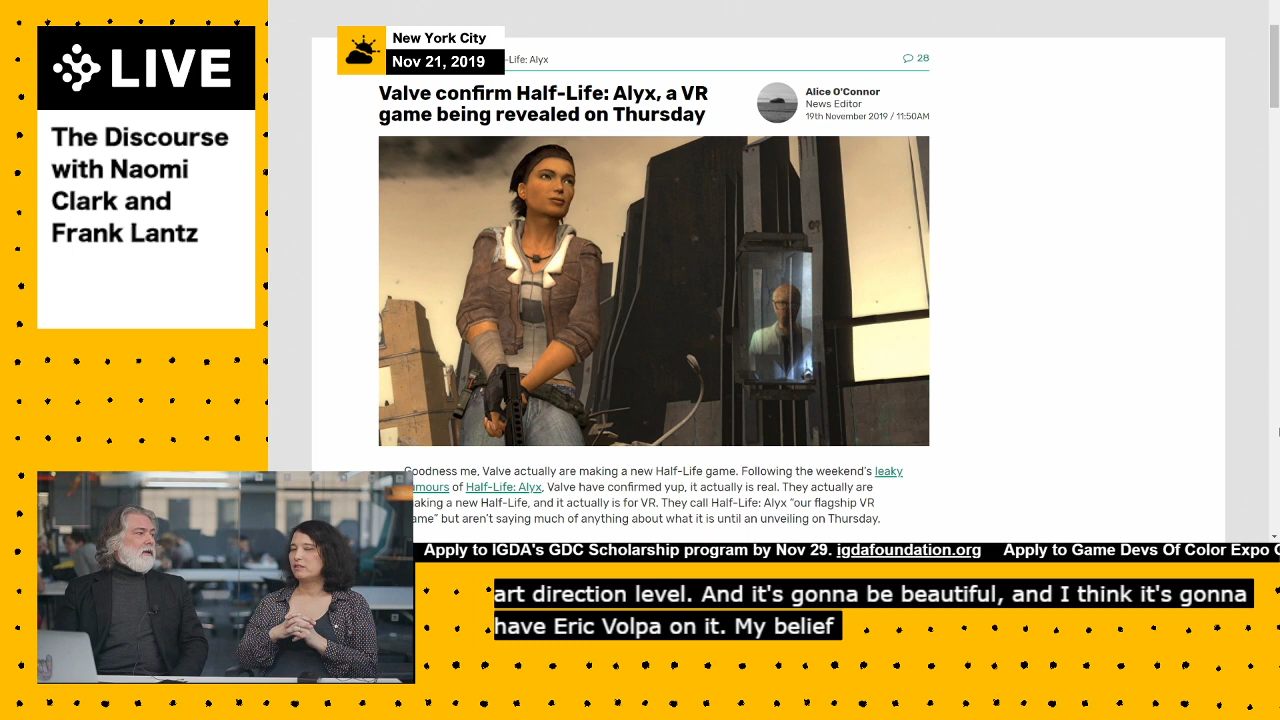 LIVE
The Discourse
with Naomi
Clark and
Frank Lantz
New York City
Nov 21, 2019
-Life: Alyx
28
Valve confirm Half-Life: Alyx, a VR
game being revealed on Thursday
Alice O'Connor
News Editor
19th November 2019 / 11:50AM
Goodness me, Valve actually are making a new Half-Life game. Following the weekend's leaky
umours of Half-Life: Alyx, Valve have confirmed yup, it actually is real. They actually are
aking a new Half-Life, and it actually is for VR. They call Half-Life: Alyx “our flagship VR
ame” but aren't saying much of anything about what it is until an unveiling on Thursday.
Apply to IGDA's GDC Scholarship program by Nov 29. igdafoundation.org Apply to Game Devs Of Color Expo
art direction level. And it's gonna be beautiful, and I think it's gonna
have Eric Volpa on it. My belief